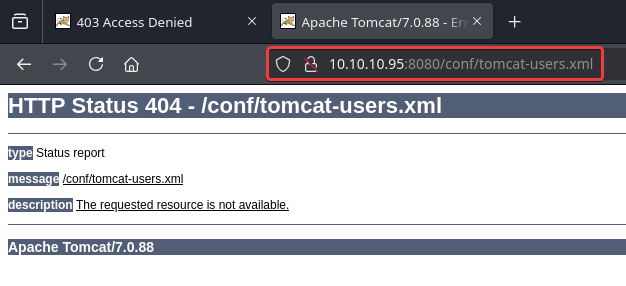 403 Access Denied
Apache Tomcat/7.0.88 - Err
10.10.10.95:8080/conf/tomcat-users.xml
HTTP Status 404 - /conf/tomcat-users.xml
type Status report
message /conf/tomcat-users.xml
description The requested resource is not available.
Apache Tomcat/7.0.88